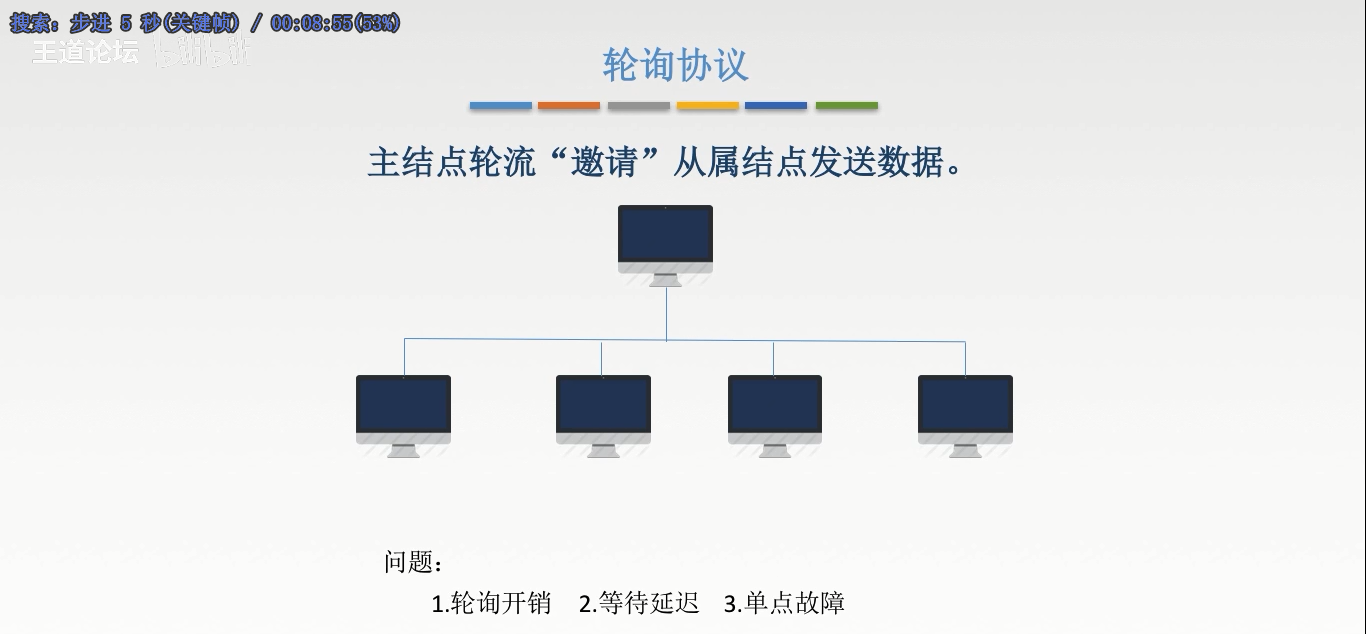 搜索: 步进 5 秒(关键帧) / 00:08:55(53%)
王道论坛 bilibili
轮询协议
主结点轮流“邀请”从属结点发送数据。
问题：
1.轮询开销 2.等待延迟 3.单点故障